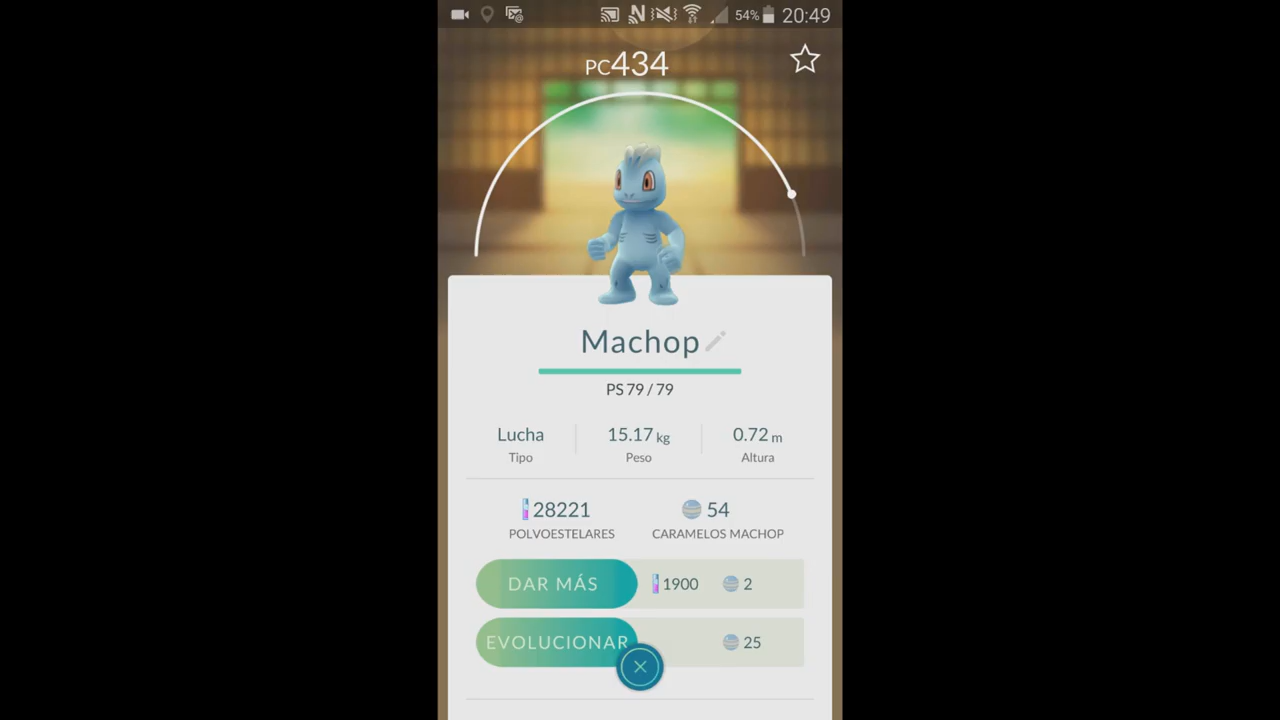 54% 20:49
PC434
Machop
PS 79 / 79
Lucha 15.17 kg 0.72 m
Tipo Peso Altura
28221 54
POLVOESTELARES CARAMELOS MACHOP
DAR MÁS 1900 2
EVOLUCIONAR 25